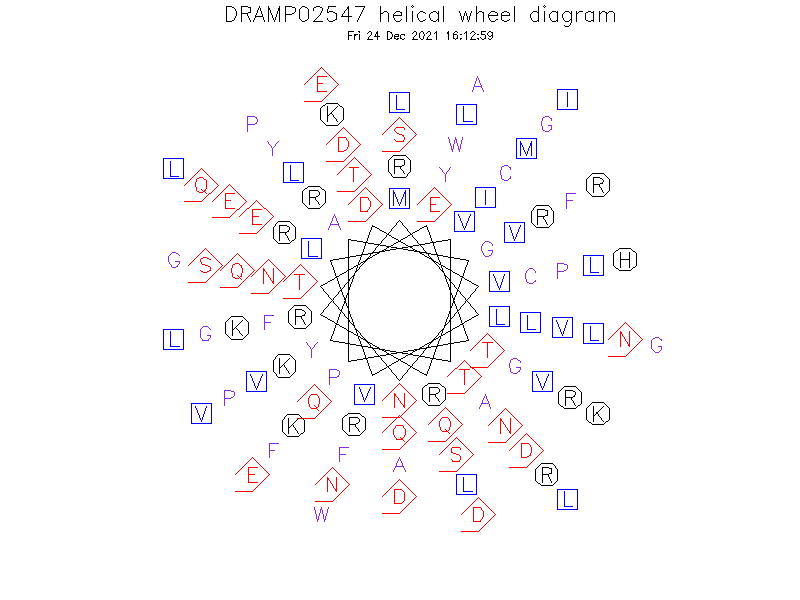 DRAMP02547 helical wheel diagram
Fri 24 Dec 2021 16:12:59
E A
L I
K L
P G
S
D W
Y M
L L T R Y C
Q R
E R D M E I F
E A V R
R V
L G
G S Q N T V C P L H
R L
F L
K V
G L
L N G
Y T
K G
P T
V V
P Q V N R A R
V K
K R Q Q N
F F S D
A
E N L R
D L
W D